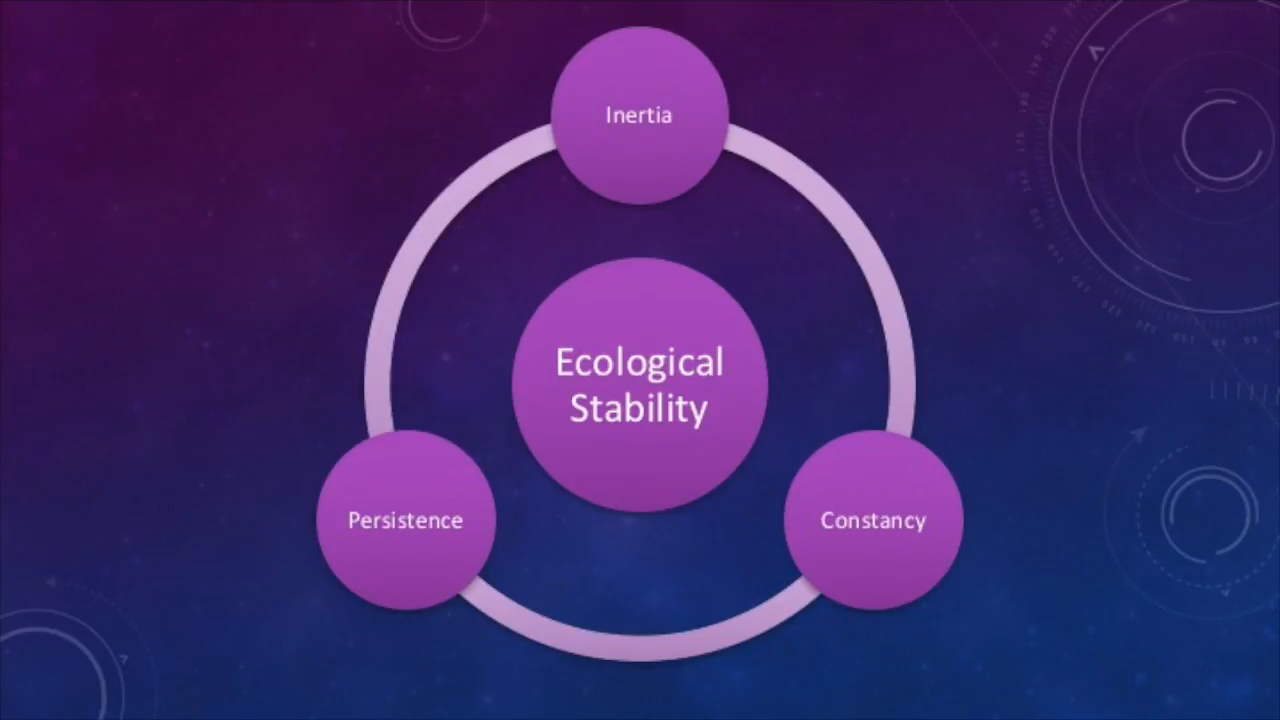 Inertia
Ecological
Stability
Persistence
Constancy